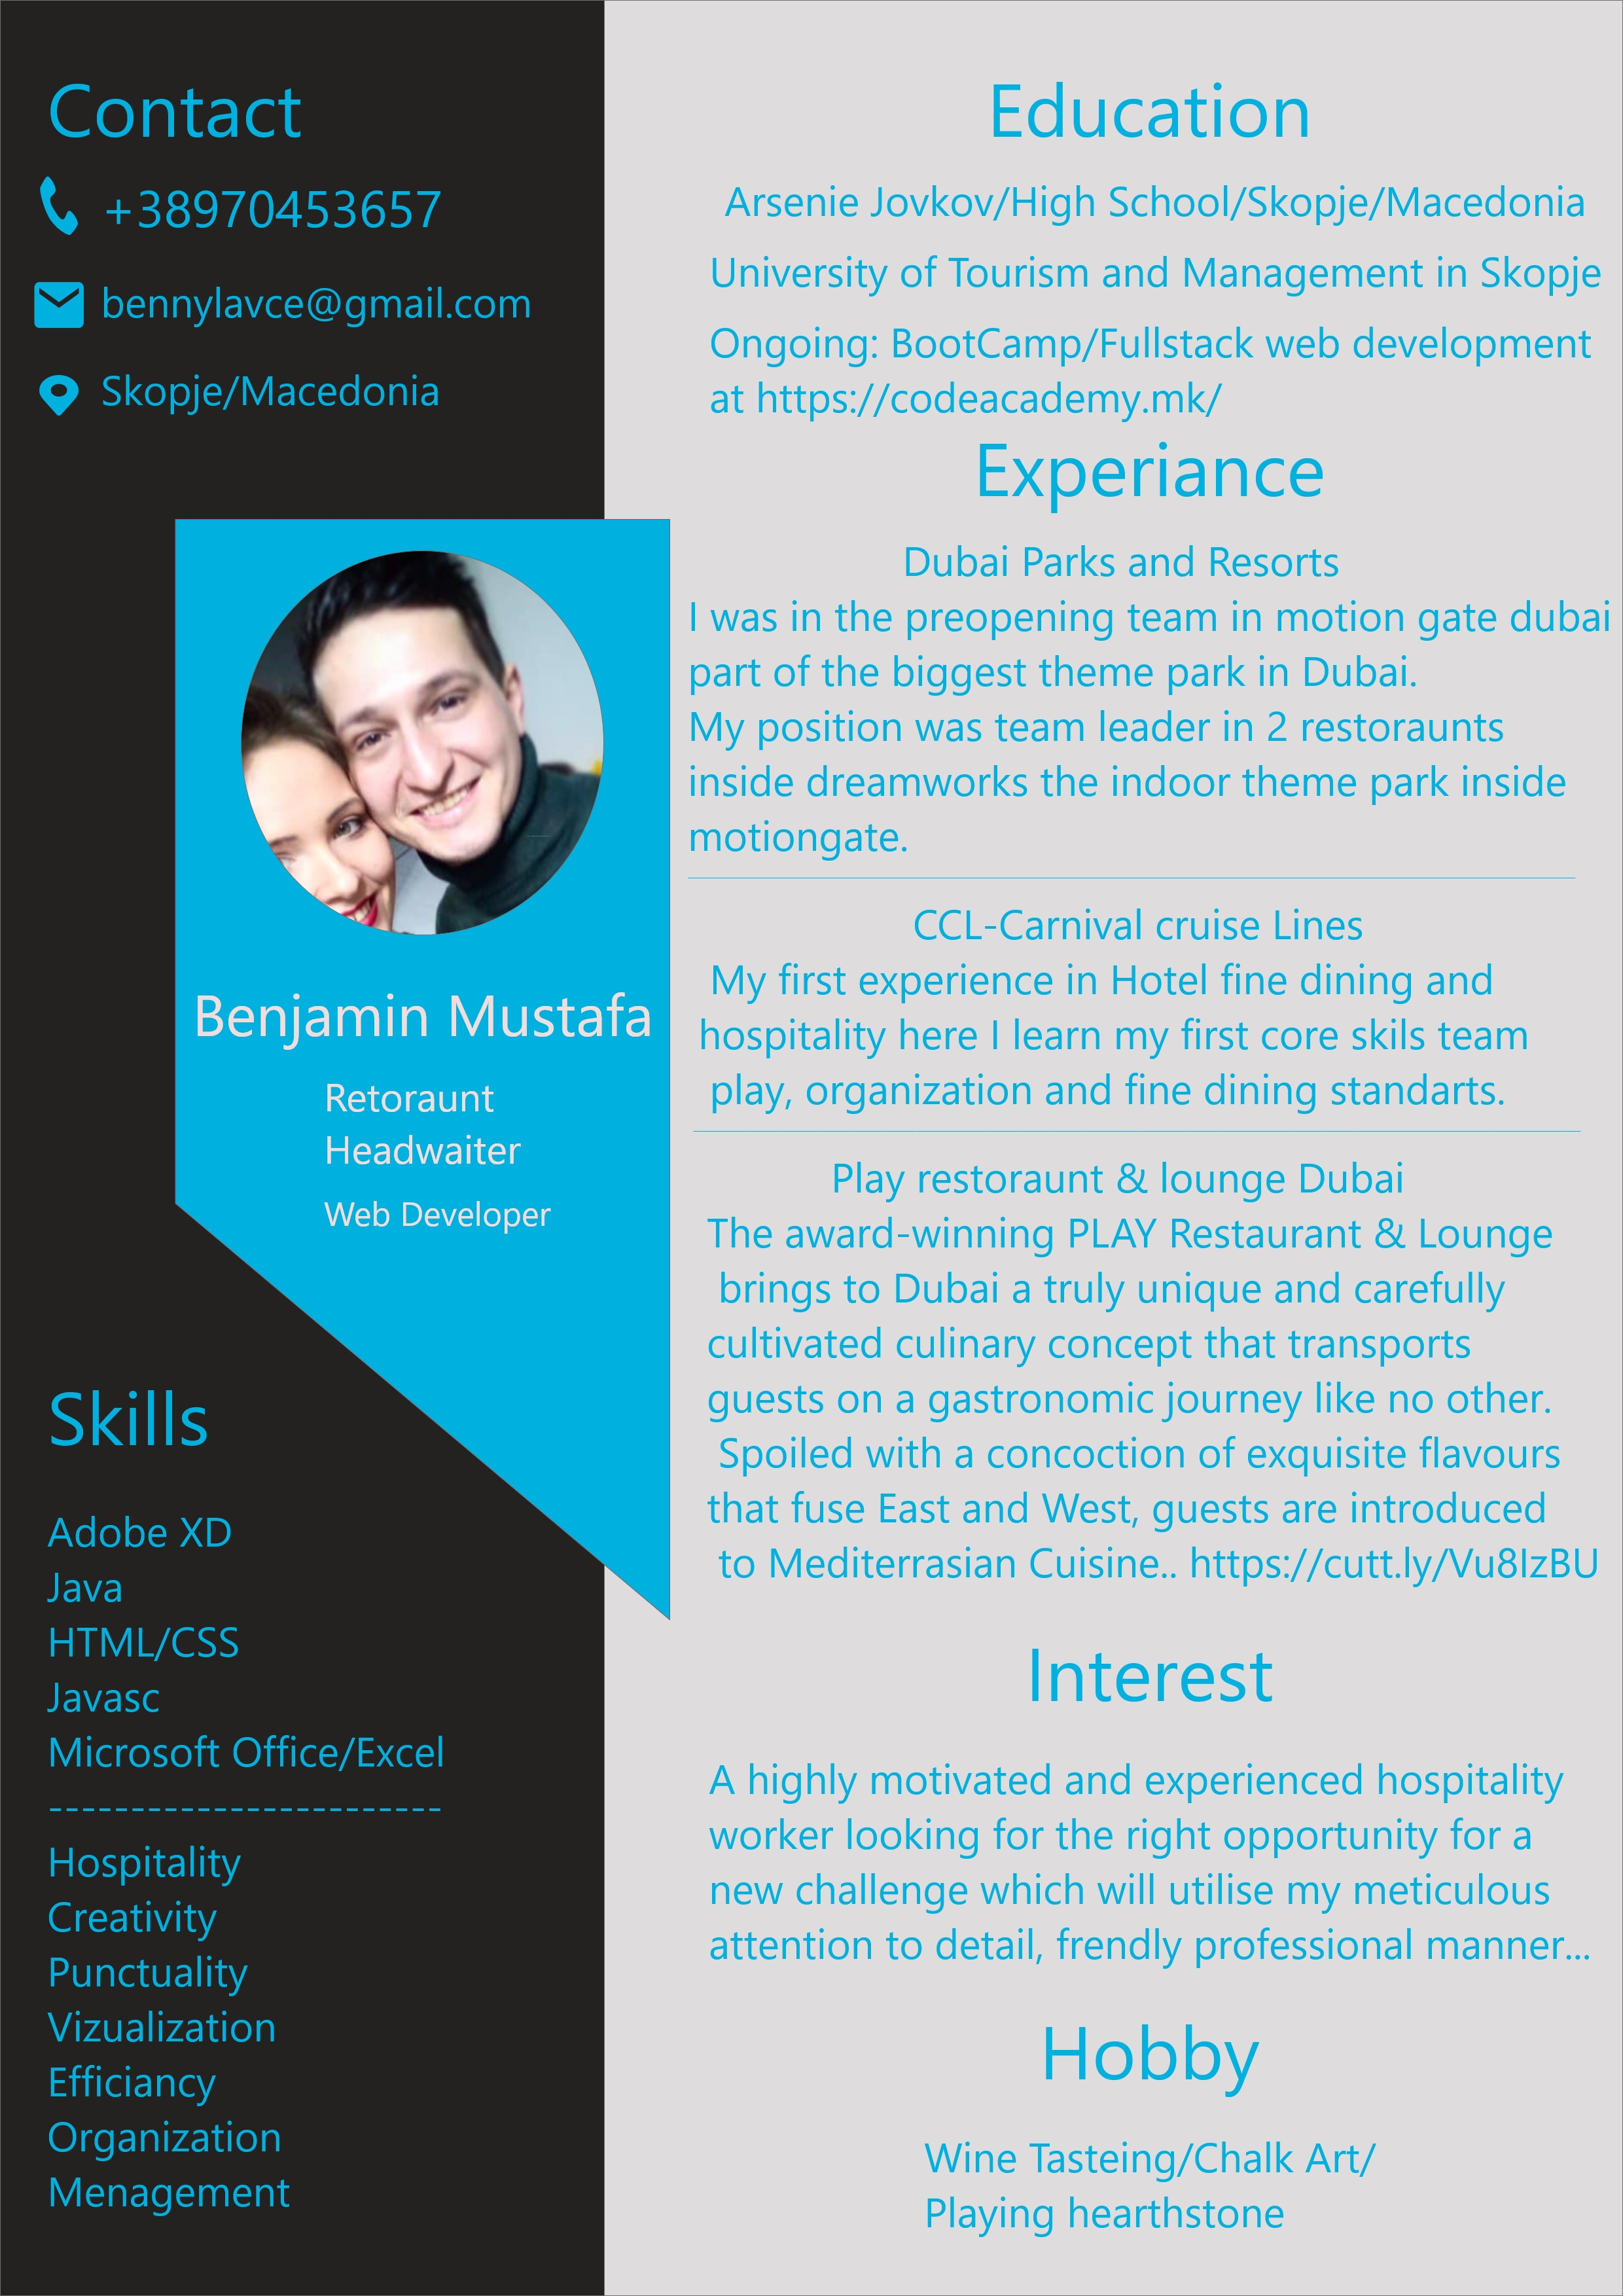 Contact
+38970453657
bennylavce@gmail.com
Skopje/Macedonia
Benjamin Mustafa
Retoraunt
Headwaiter
Web Developer
Skills
Adobe XD
Java
HTML/CSS
Javasc
Microsoft Office/Excel
------------------------
Hospitality
Creativity
Punctuality
Vizualization
Efficiancy
Organization
Menagement
Education
Arsenie Jovkov/High School/Skopje/Macedonia
University of Tourism and Management in Skopje
Ongoing: BootCamp/Fullstack web development
at https://codeacademy.mk/
Experiance
Dubai Parks and Resorts
I was in the preopening team in motion gate dubai
part of the biggest theme park in Dubai.
My position was team leader in 2 restoraunts
inside dreamworks the indoor theme park inside
motiongate.
CCL-Carnival cruise Lines
My first experience in Hotel fine dining and
hospitality here I learn my first core skils team
play, organization and fine dining standarts.
Play restoraunt & lounge Dubai
The award-winning PLAY Restaurant & Lounge
brings to Dubai a truly unique and carefully
cultivated culinary concept that transports
guests on a gastronomic journey like no other.
Spoiled with a concoction of exquisite flavours
that fuse East and West, guests are introduced
to Mediterrasian Cuisine.. https://cutt.ly/Vu8IzBU
Interest
A highly motivated and experienced hospitality
worker looking for the right opportunity for a
new challenge which will utilise my meticulous
attention to detail, frendly professional manner...
Hobby
Wine Tasteing/Chalk Art/
Playing hearthstone